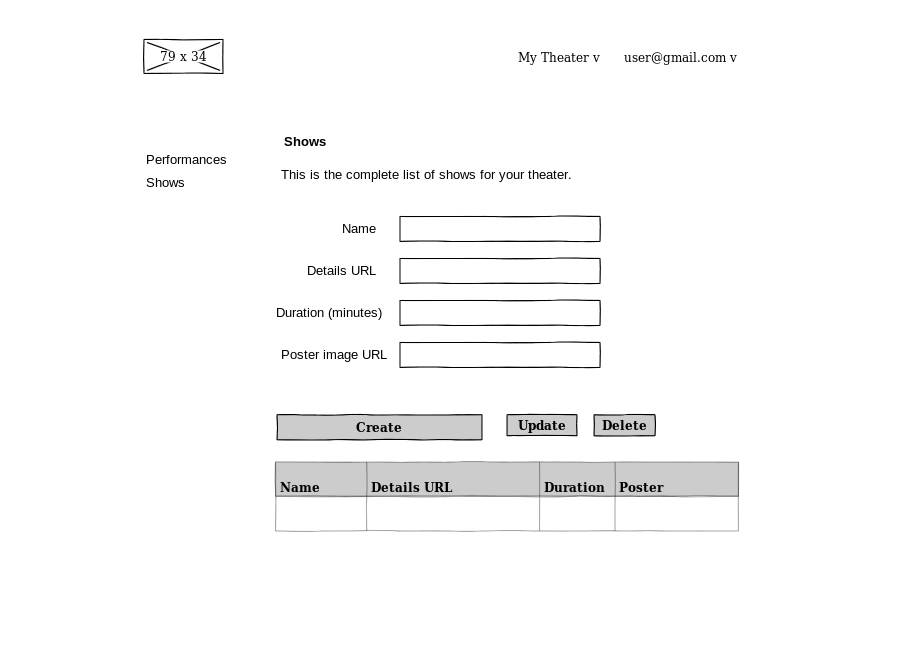 79 x 34
My Theater v
user@gmail.com v
Performances
Shows
Shows
This is the complete list of shows for your theater.
Name
Details URL
Duration (minutes)
Poster image URL
Create
Update
Delete
Name
Details URL
Duration
Poster